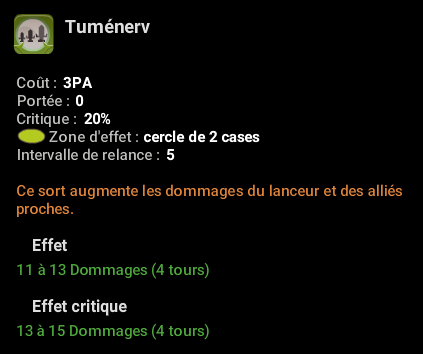 Tuménerv
Coût : 3PA
Portée : 0
Critique : 20%
Zone d'effet : cercle de 2 cases
Intervalle de relance : 5
Ce sort augmente les dommages du lanceur et des alliés
proches.
Effet
11 à 13 Dommages (4 tours)
Effet critique
13 à 15 Dommages (4 tours)